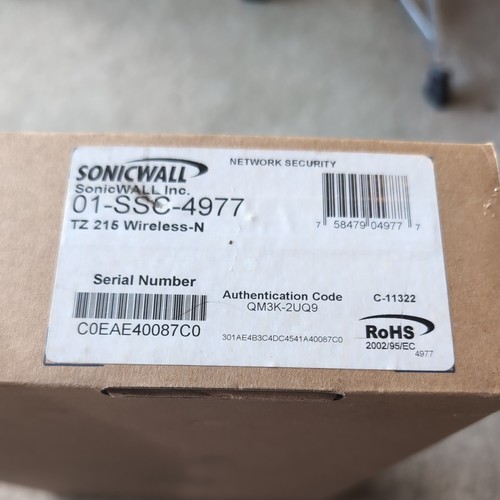 SONICWALL
NETWORK SECURITY
SonicWALL Inc.
01-SSC-4977
TZ 215 Wireless-N
7 58479 04977 7
Serial Number
C0EAE40087C0
Authentication Code
QM3K-2UQ9
301AE4B3C4DC4541A40087C0
C-11322
RoHS
2002/95/EC
4977